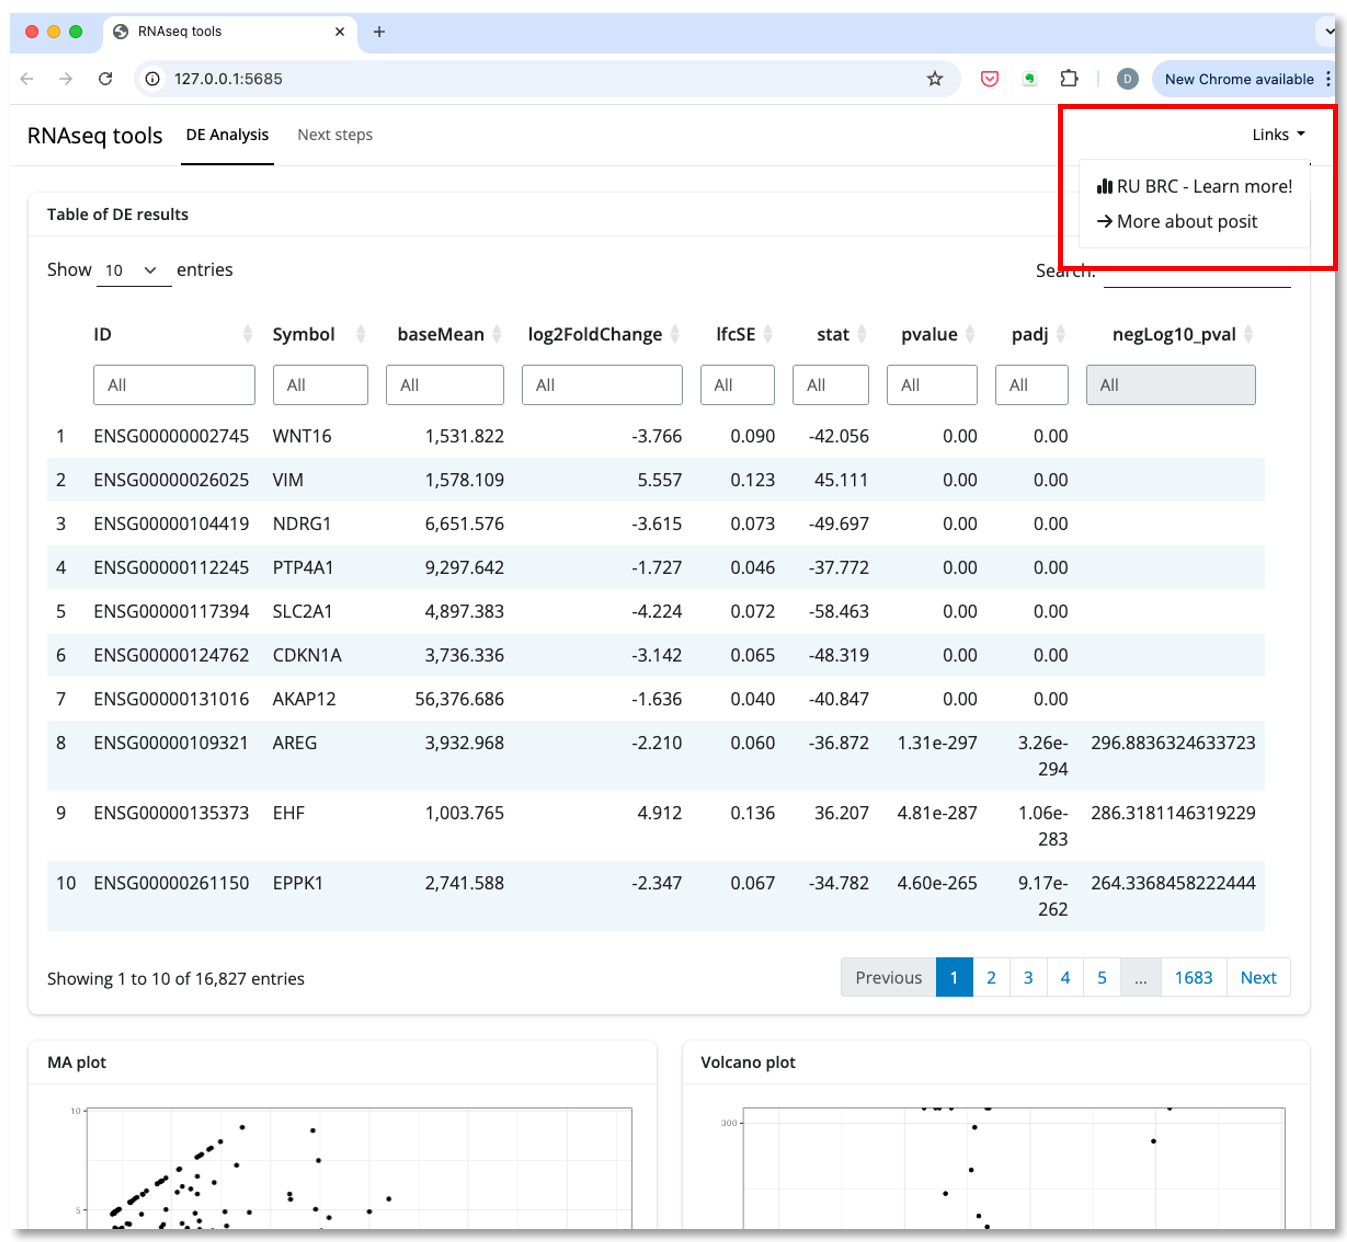 RNAseq tools
127.0.0.1:5685
D
New Chrome available
RNAseq tools DE Analysis Next steps Links
RU BRC - Learn more!
More about posit
Table of DE results
Show 10 entries Search:
ID Symbol baseMean log2FoldChange lfcSE stat pvalue padj negLog10_pval
All All All All All All All All All
1 ENSG00000002745 WNT16 1,531.822 -3.766 0.090 -42.056 0.00 0.00
2 ENSG00000026025 VIM 1,578.109 5.557 0.123 45.111 0.00 0.00
3 ENSG00000104419 NDRG1 6,651.576 -3.615 0.073 -49.697 0.00 0.00
4 ENSG00000112245 PTP4A1 9,297.642 -1.727 0.046 -37.772 0.00 0.00
5 ENSG00000117394 SLC2A1 4,897.383 -4.224 0.072 -58.463 0.00 0.00
6 ENSG00000124762 CDKN1A 3,736.336 -3.142 0.065 -48.319 0.00 0.00
7 ENSG00000131016 AKAP12 56,376.686 -1.636 0.040 -40.847 0.00 0.00
8 ENSG00000109321 AREG 3,932.968 -2.210 0.060 -36.872 1.31e-297 3.26e- 296.8836324633723
294
9 ENSG00000135373 EHF 1,003.765 4.912 0.136 36.207 4.81e-287 1.06e- 286.3181146319229
283
10 ENSG00000261150 EPPK1 2,741.588 -2.347 0.067 -34.782 4.60e-265 9.17e- 264.3368458222444
262
Showing 1 to 10 of 16,827 entries Previous 1 2 3 4 5 ... 1683 Next
MA plot Volcano plot
10
300
5